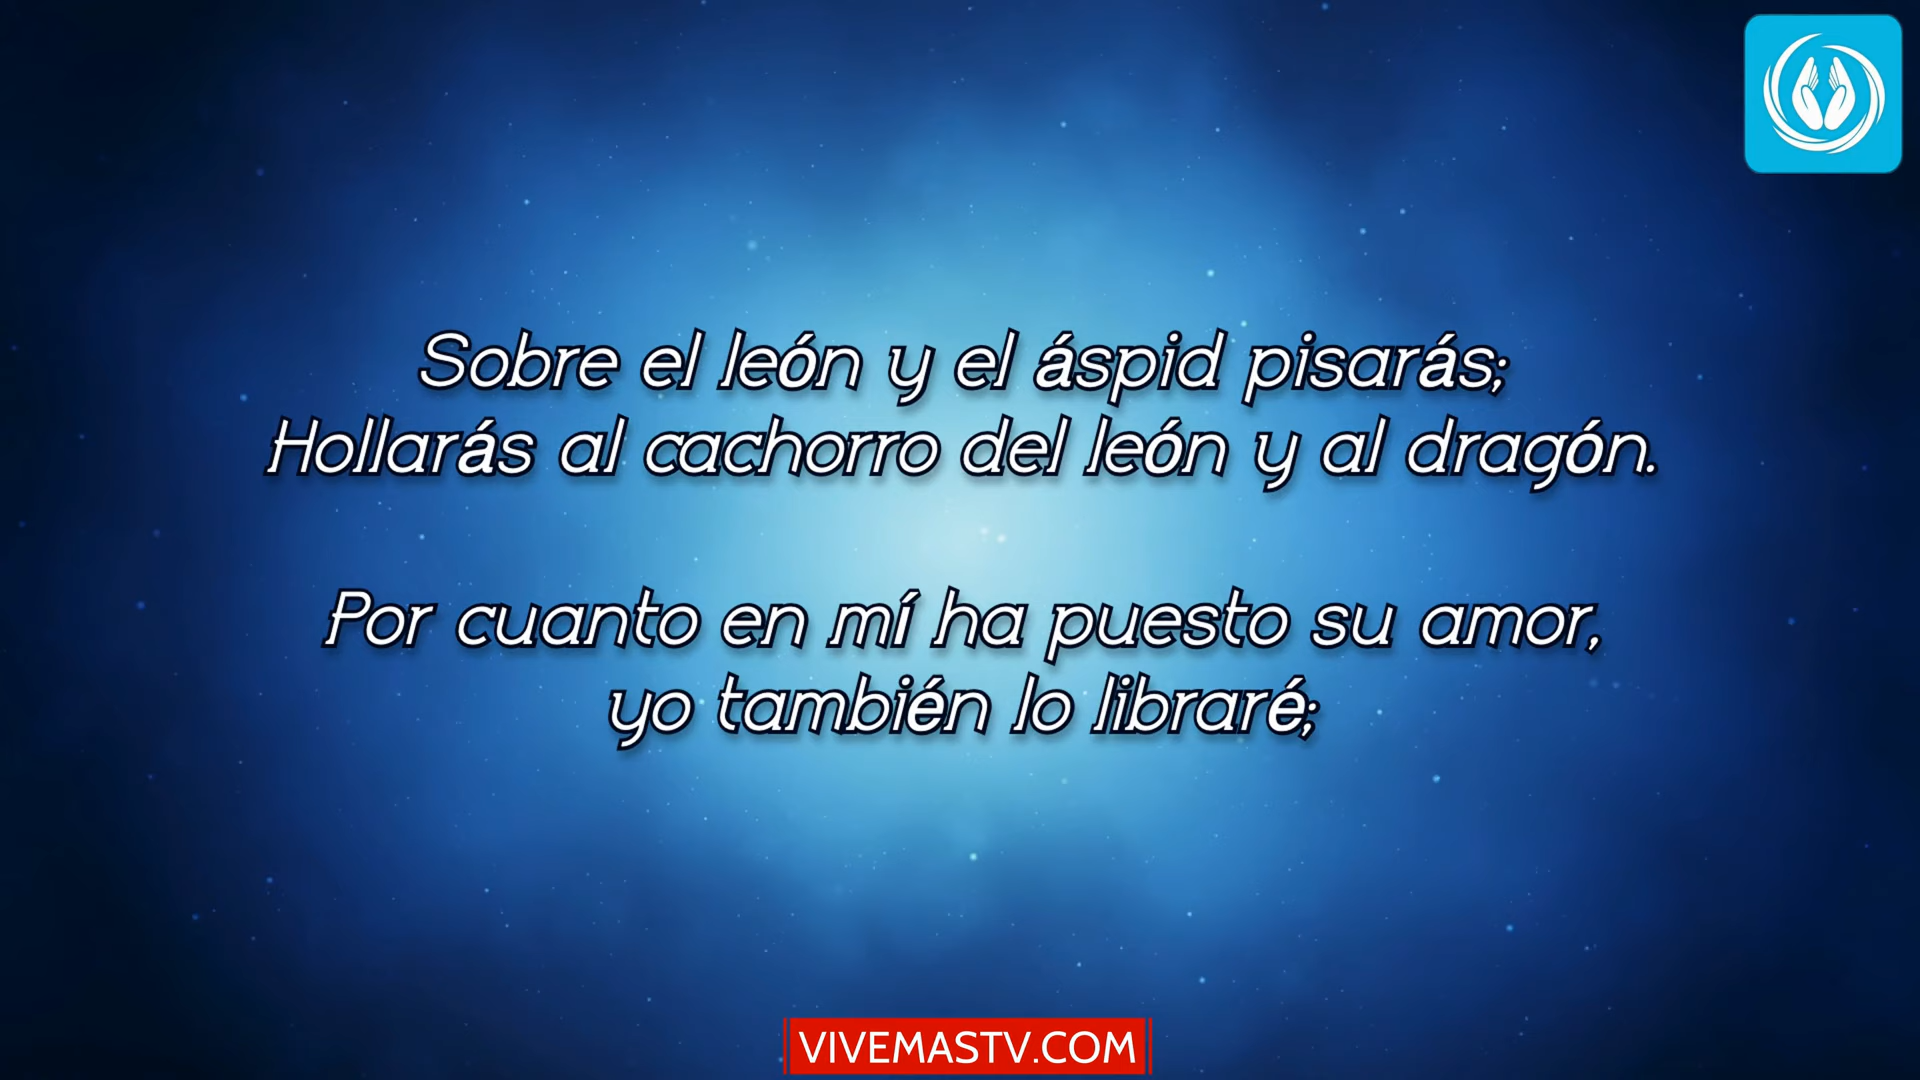 Sobre el león y el áspid pisarás;
Hollarás al cachorro del león y al dragón.
Por cuanto en mí ha puesto su amor,
yo también lo libraré;
VIVEMASTV.COM